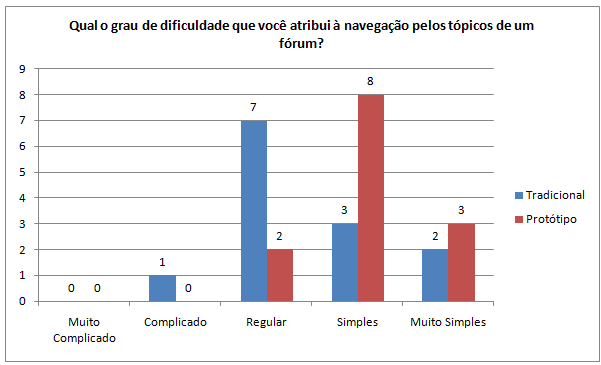 Qual o grau de dificuldade que você atribui à navegação pelos tópicos de um
fórum?
9
8
7
6
5
4
3
2
1
0
0 0
1 0
7 2
3 8
2 3
Muito
Complicado
Complicado
Regular
Simples
Muito Simples
Tradicional
Protótipo